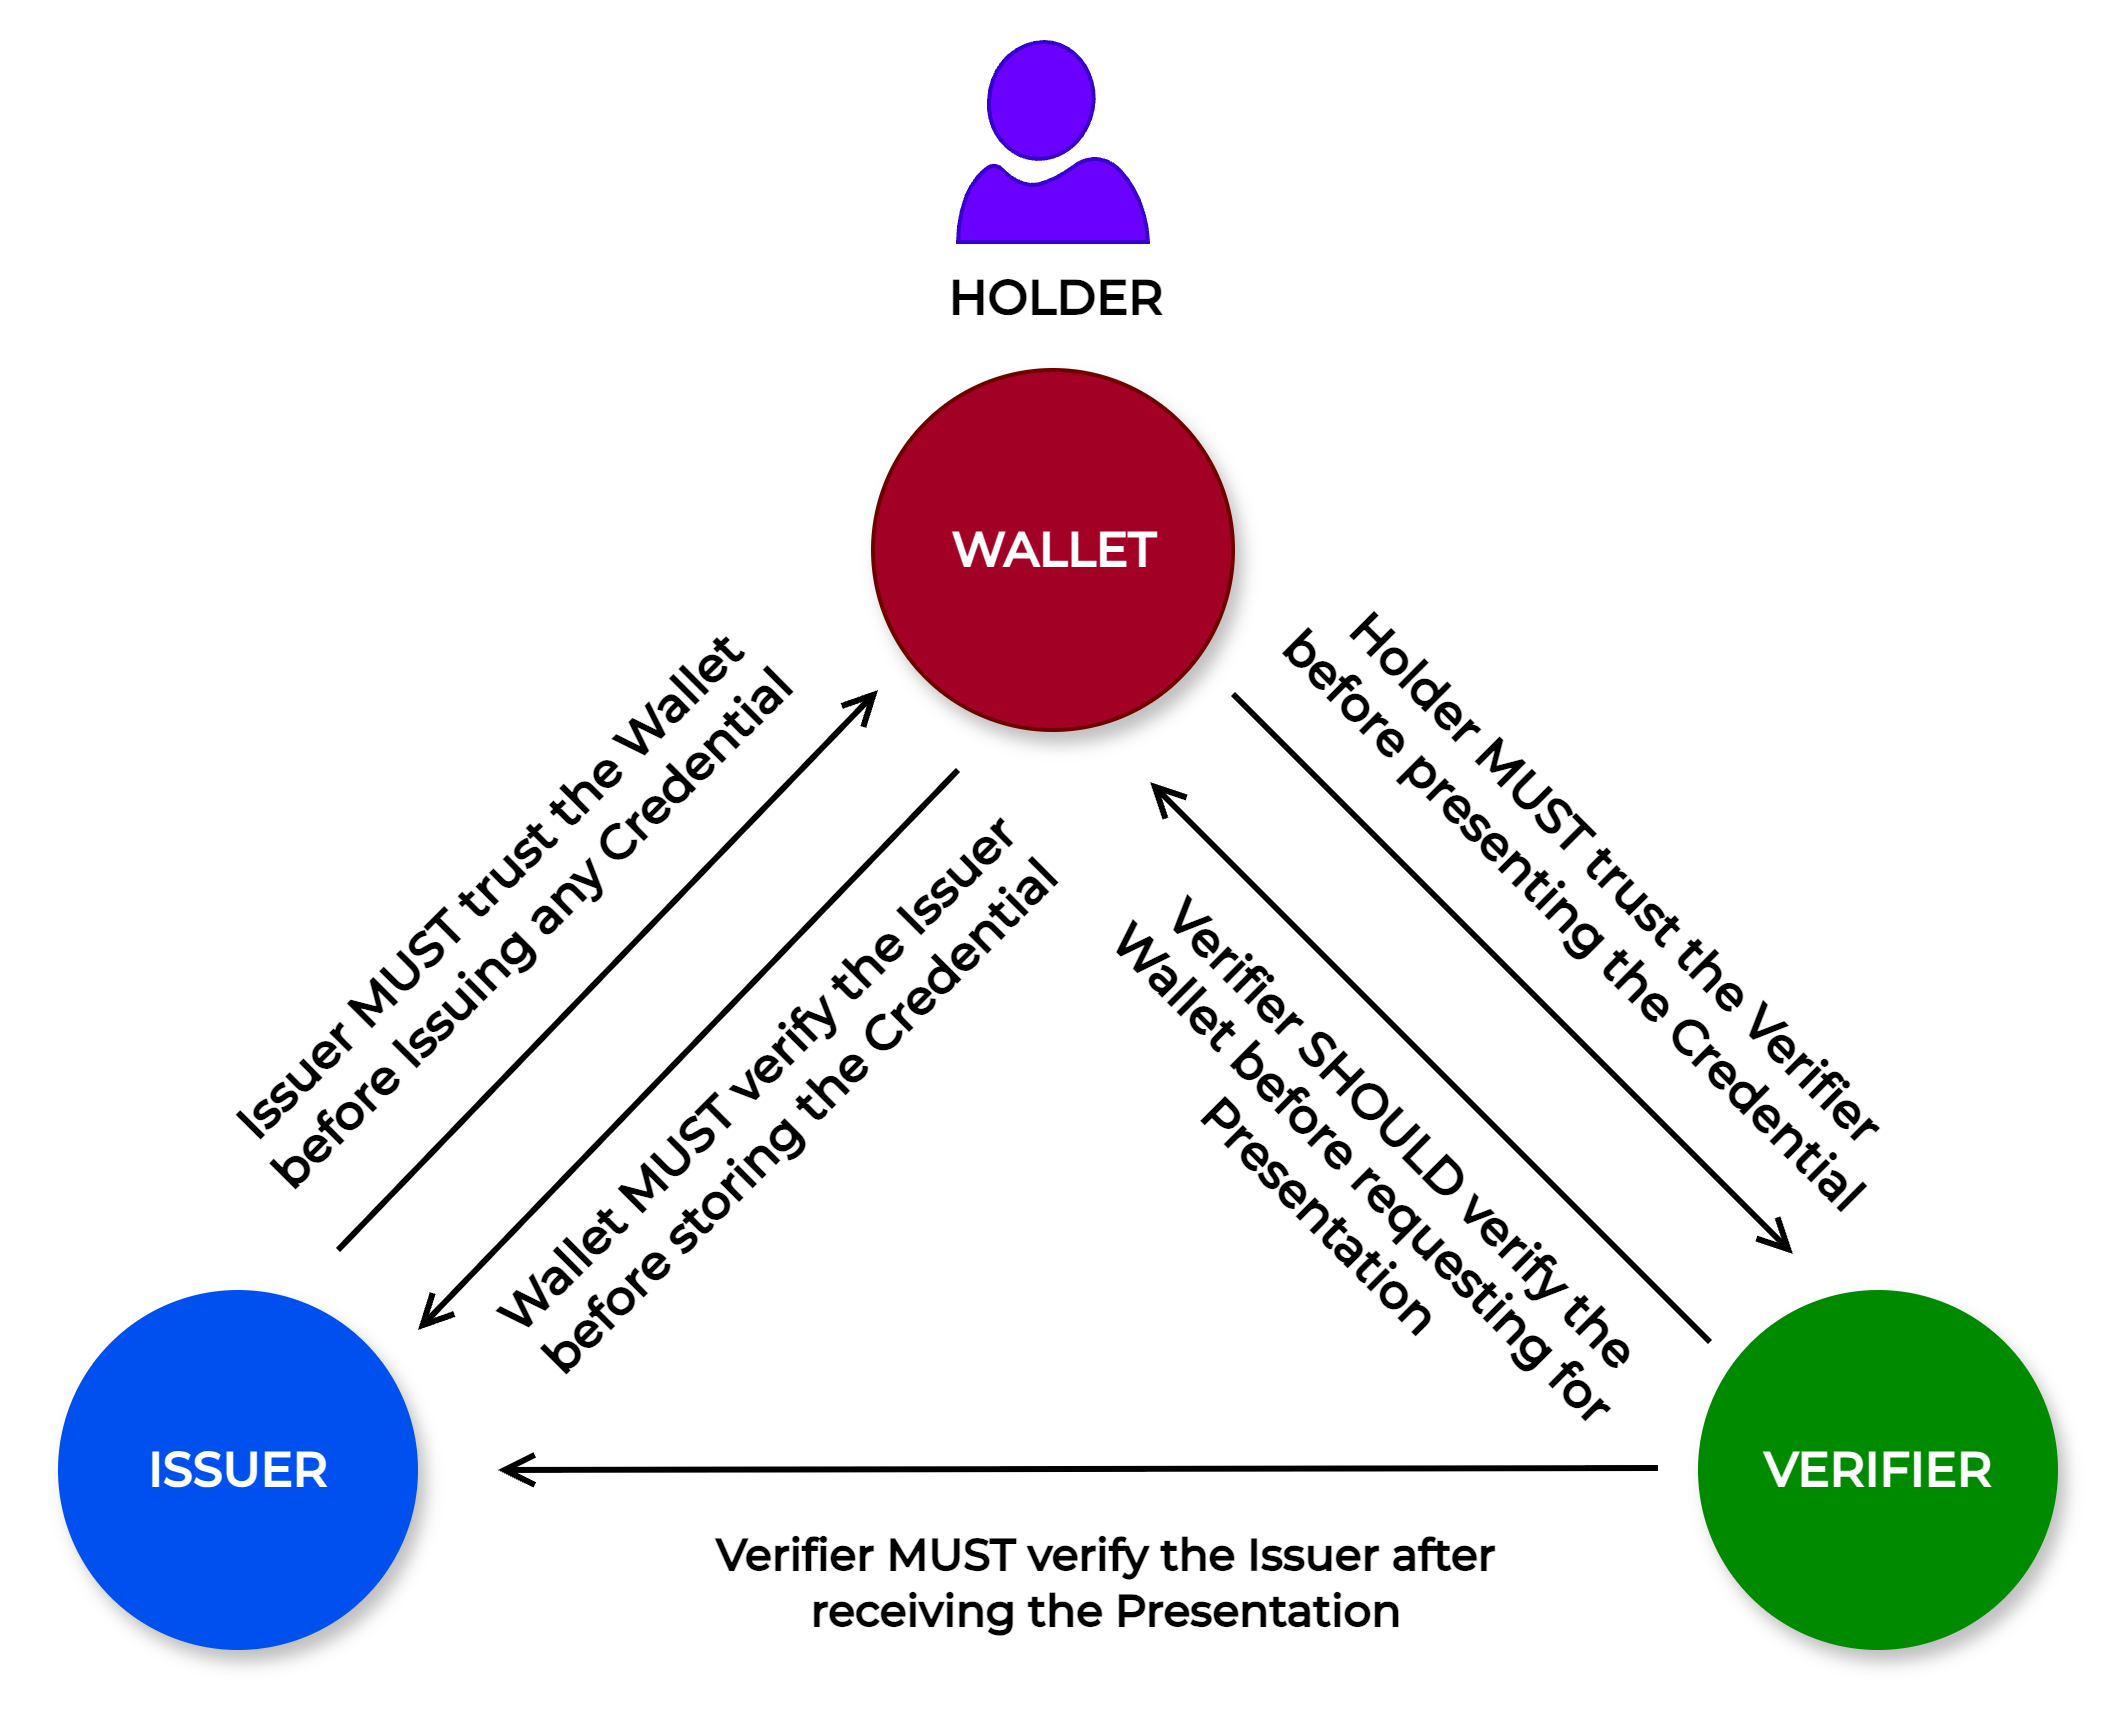 HOLDER
WALLET
Issuer MUST trust the Wallet
before Issuing any Credential
Wallet MUST verify the Issuer
before storing the Credential
Holder MUST trust the Verifier
before presenting the Credential
Verifier SHOULD verify the
Wallet before requesting for
Presentation
ISSUER
VERIFIER
Verifier MUST verify the Issuer after
receiving the Presentation